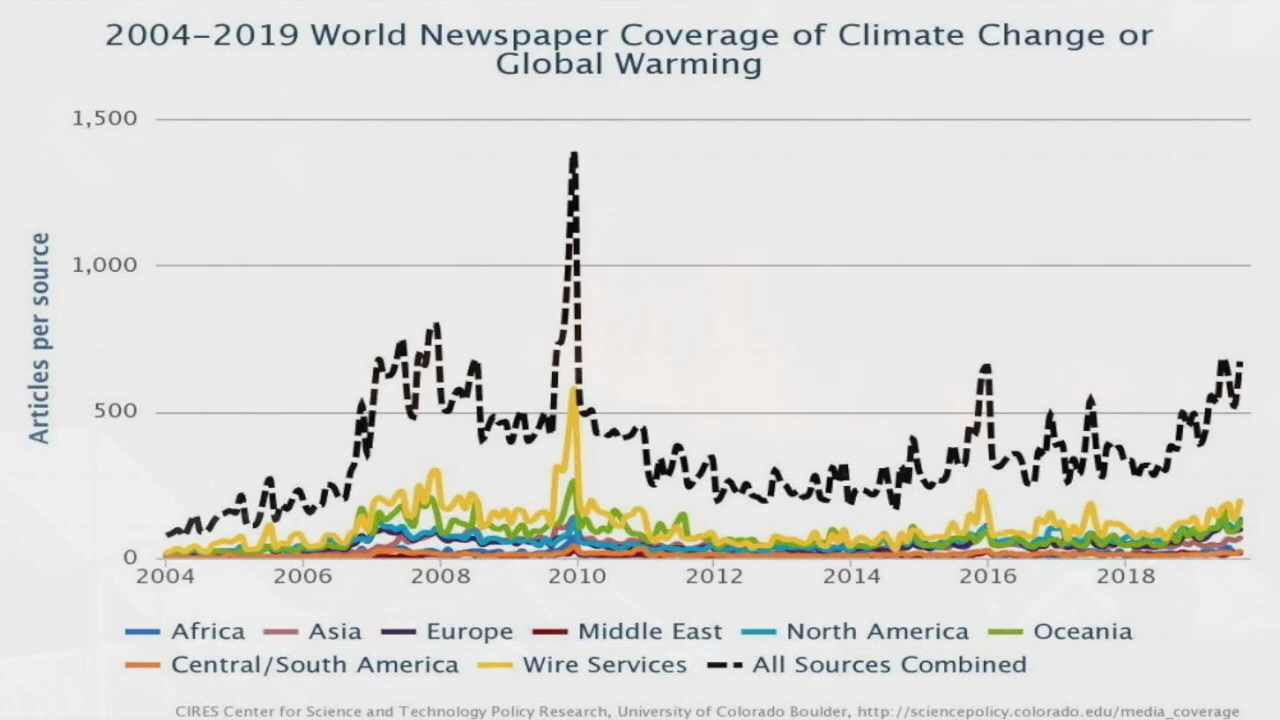 2004–2019 World Newspaper Coverage of Climate Change or
Global Warming
Articles per source
1,500
1,000
500
0
2004 2006 2008 2010 2012 2014 2016 2018
Africa Asia Europe Middle East North America Oceania
Central/South America Wire Services All Sources Combined
CIRES Center for Science and Technology Policy Research, University of Colorado Boulder, http://sciencepolicy.colorado.edu/media_coverage